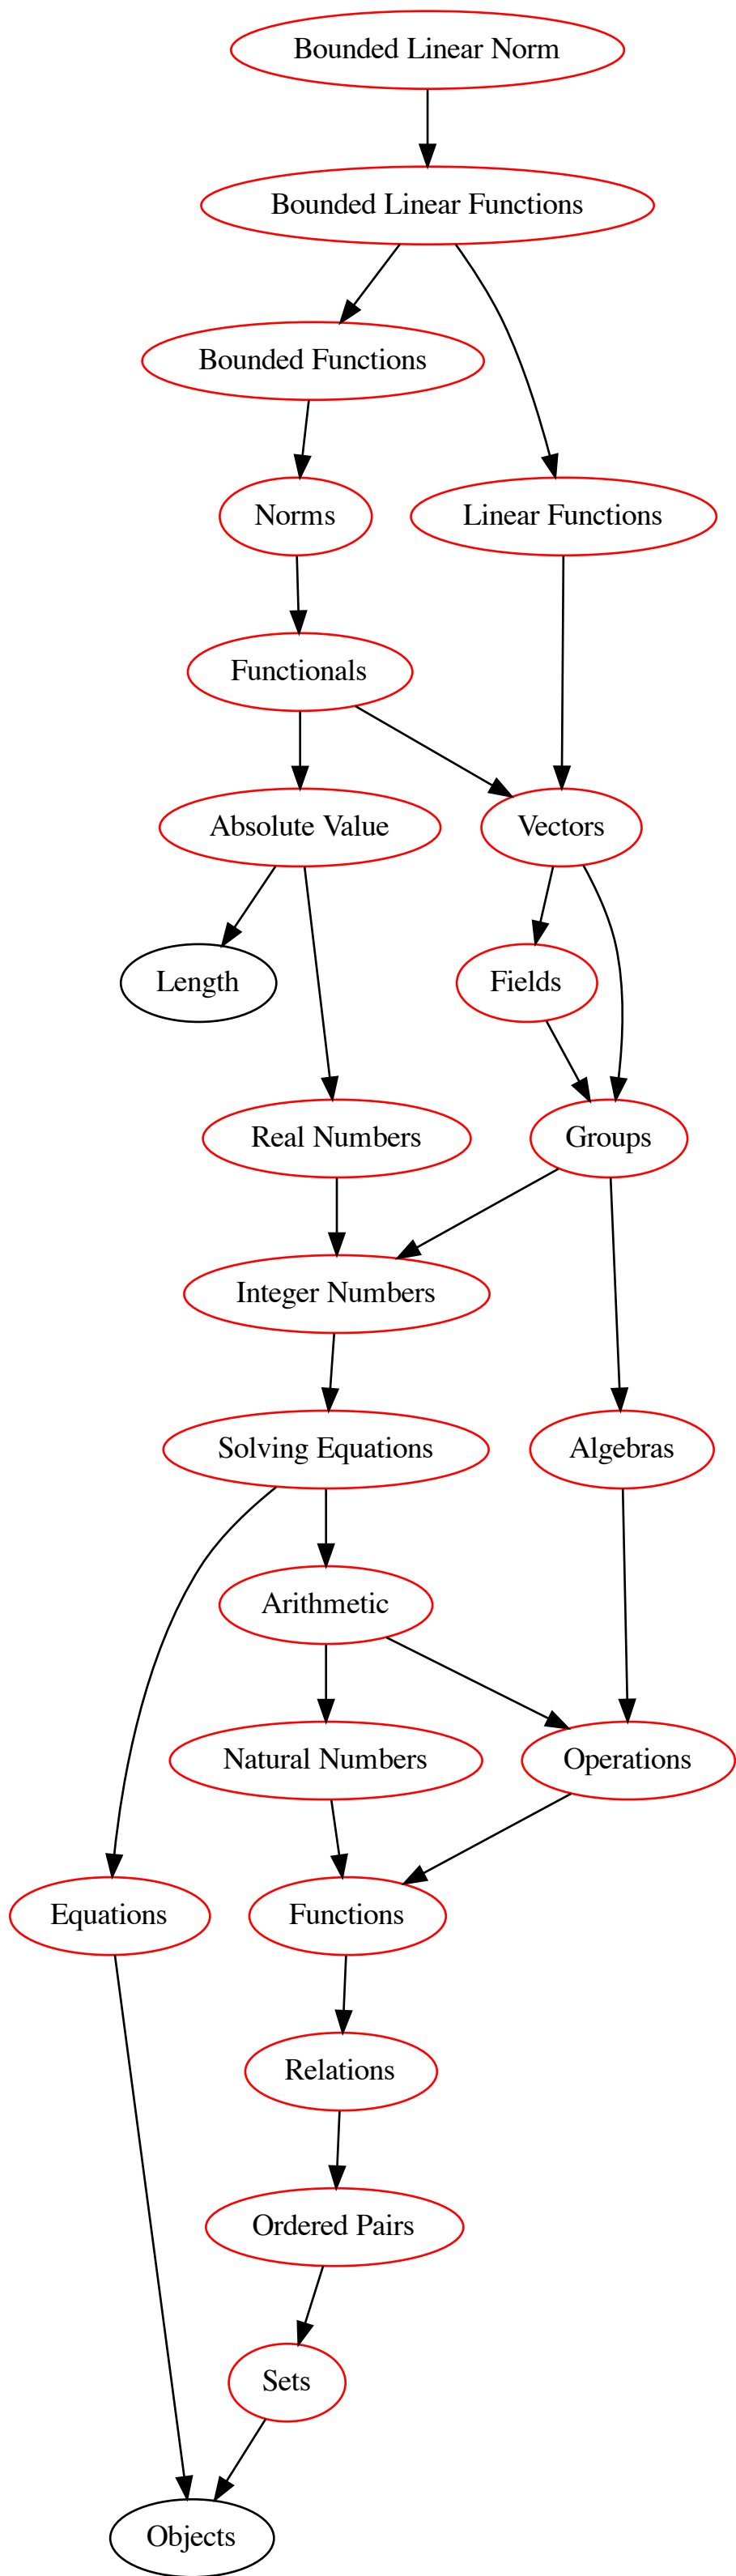 Bounded Linear Norm
Bounded Linear Functions
Bounded Functions
Norms
Linear Functions
Functionals
Absolute Value
Vectors
Length
Fields
Real Numbers
Groups
Integer Numbers
Solving Equations
Algebras
Arithmetic
Natural Numbers
Operations
Equations
Functions
Relations
Ordered Pairs
Sets
Objects